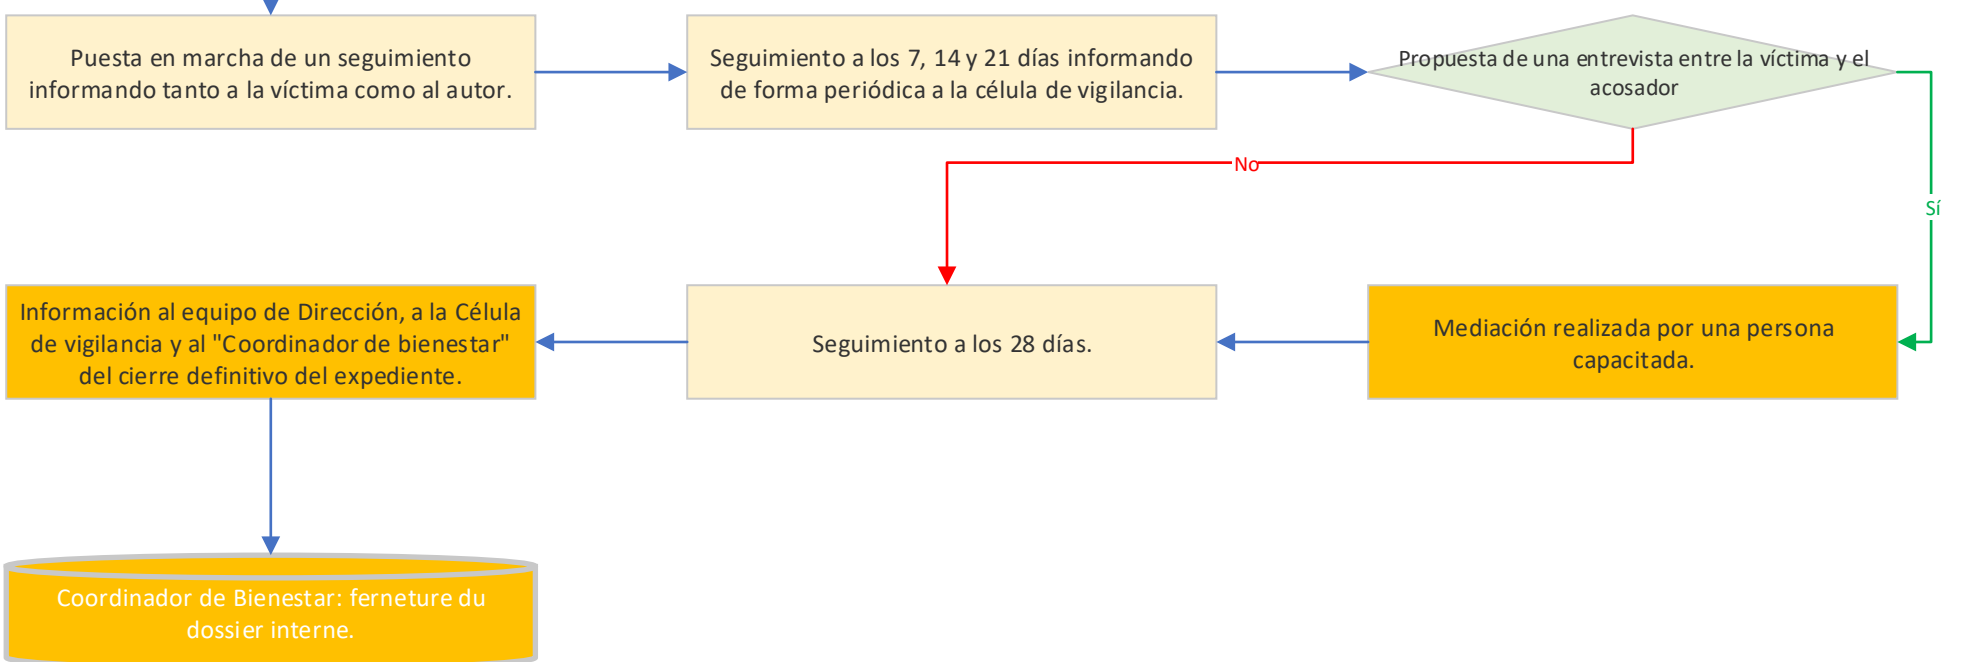 Puesta en marcha de un seguimiento
informando tanto a la víctima como al autor.
Seguimiento a los 7, 14 y 21 días informando
de forma periódica a la célula de vigilancia.
Propuesta de una entrevista entre la víctima y el
acosador
No
Sí
Información al equipo de Dirección, a la Célula
de vigilancia y al "Coordinador de bienestar"
del cierre definitivo del expediente.
Seguimiento a los 28 días.
Mediación realizada por una persona
capacitada.
Coordinador de Bienestar: ferneture du
dossier interne.